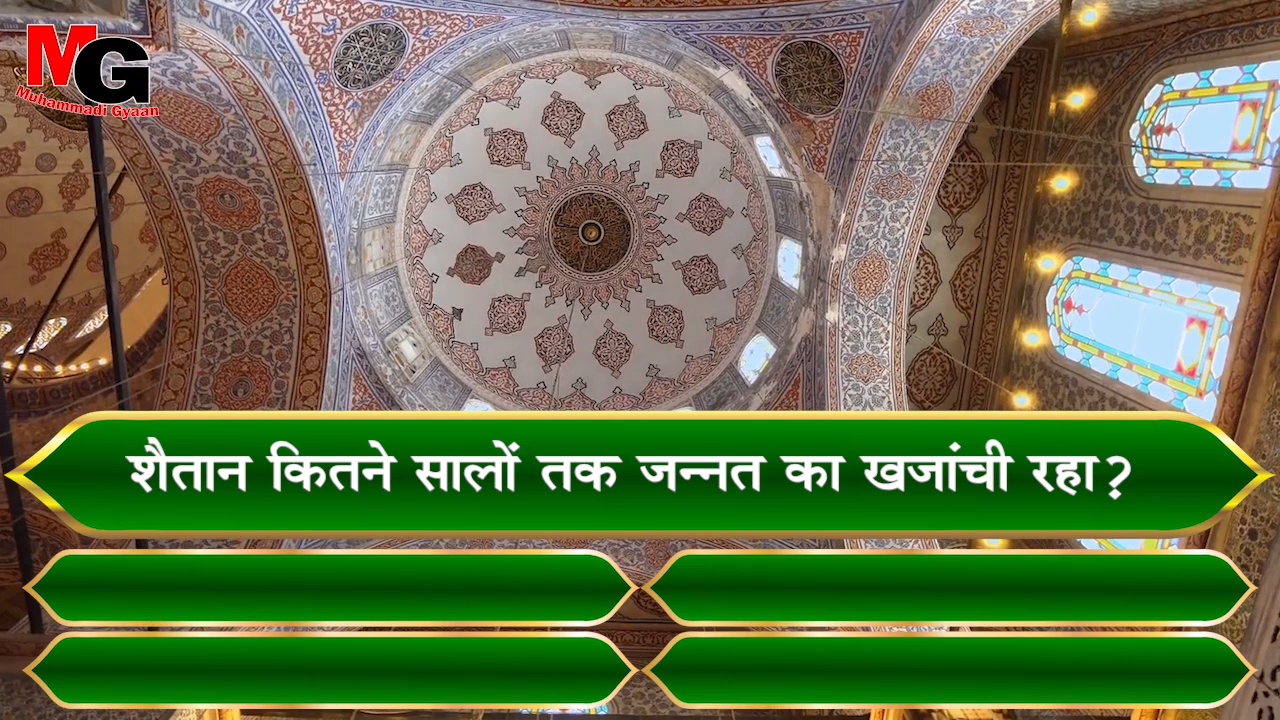 MG
Muhammadi Gyaan
शैतान कितने सालों तक जन्नत का खजांची रहा?